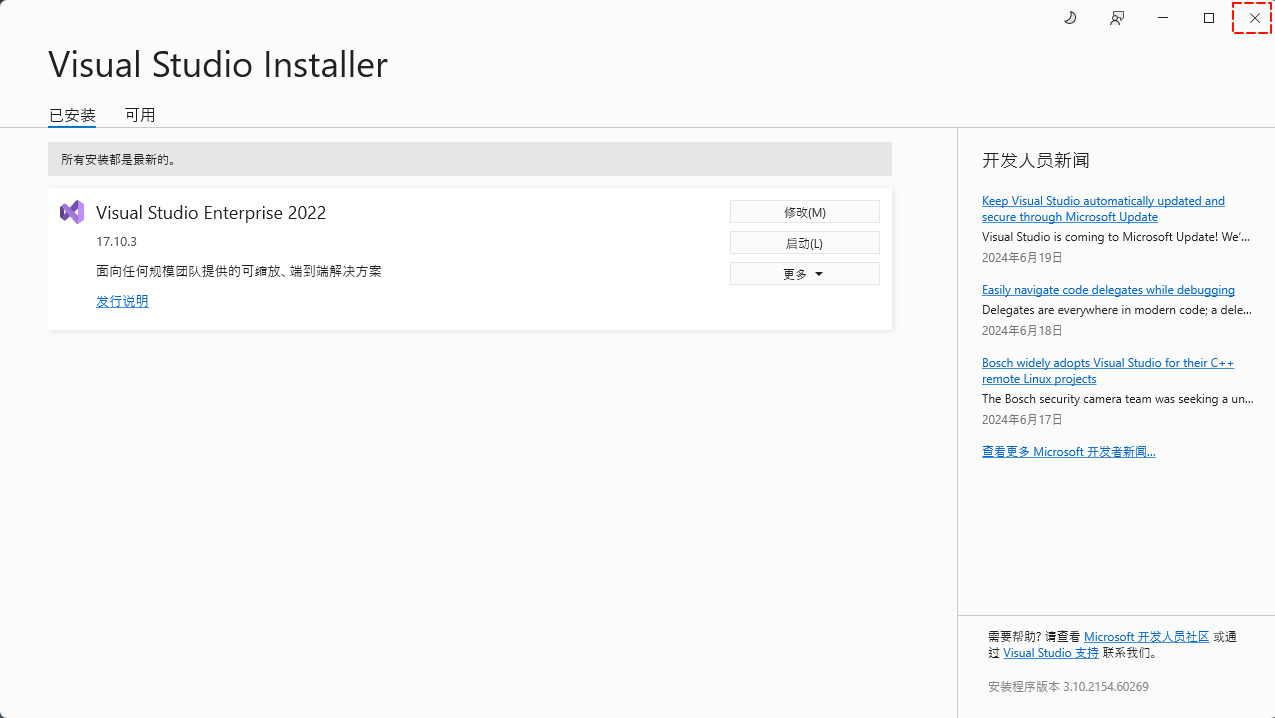 Visual Studio Installer
已安装
可用
所有安装都是最新的。
Visual Studio Enterprise 2022
17.10.3
面向任何规模团队提供的可缩放、端到端解决方案
发行说明
修改(M)
启动(L)
更多
开发人员新闻
Keep Visual Studio automatically updated and
secure through Microsoft Update
Visual Studio is coming to Microsoft Update! We'...
2024年6月19日
Easily navigate code delegates while debugging
Delegates are everywhere in modern code; a dele...
2024年6月18日
Bosch widely adopts Visual Studio for their C++
remote Linux projects
The Bosch security camera team was seeking a un...
2024年6月17日
查看更多 Microsoft 开发者新闻...
需要帮助? 请查看 Microsoft 开发人员社区 或通
过 Visual Studio 支持 联系我们。
安装程序版本 3.10.2154.60269